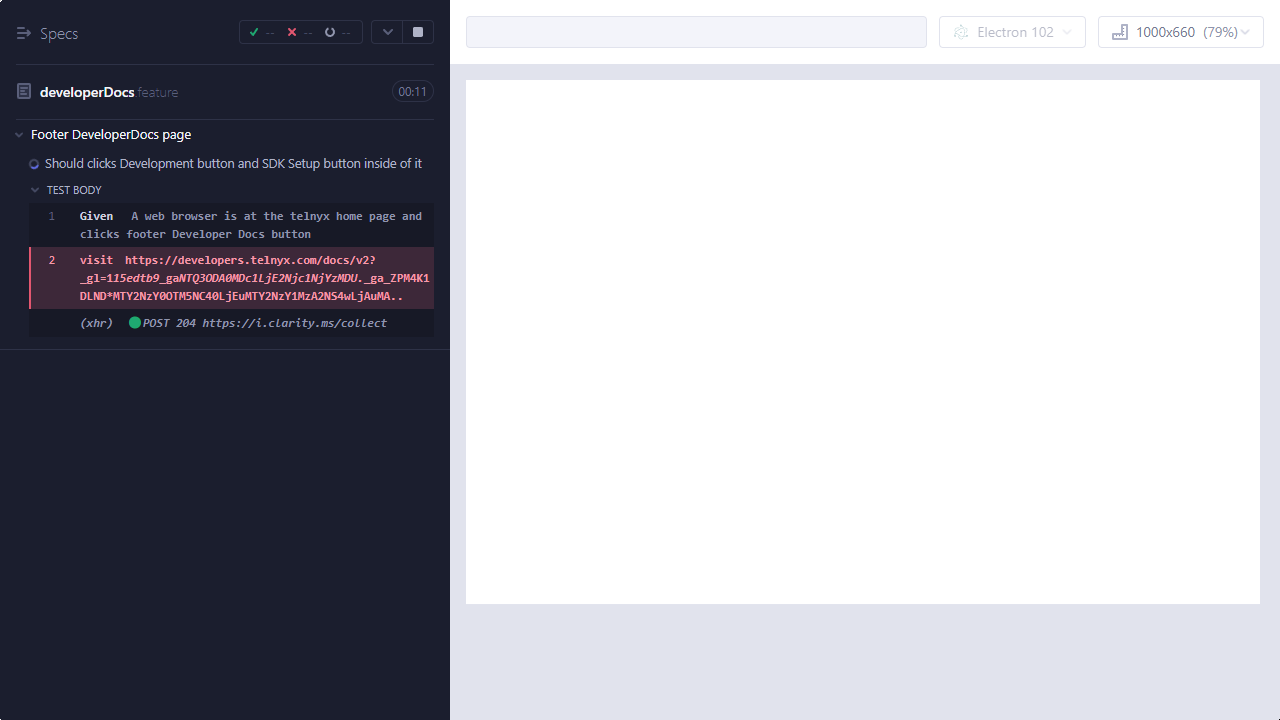 Specs
--
--
--
Electron 102
1000x660 (79%)
developerDocs.feature
00:11
Footer DeveloperDocs page
Should clicks Development button and SDK Setup button inside of it
TEST BODY
1 Given A web browser is at the telnyx home page and
clicks footer Developer Docs button
2 visit https://developers.telnyx.com/docs/v2?
_gl=115edtb9_gaNTQ3ODA0MDc1LjE2Njc1NjYzMDU._ga_ZPM4K1
DLND*MTY2NzY0OTM5NC40LjEuMTY2NzY1MzA2NS4wLjAuMA..
(xhr) POST 204 https://i.clarity.ms/collect